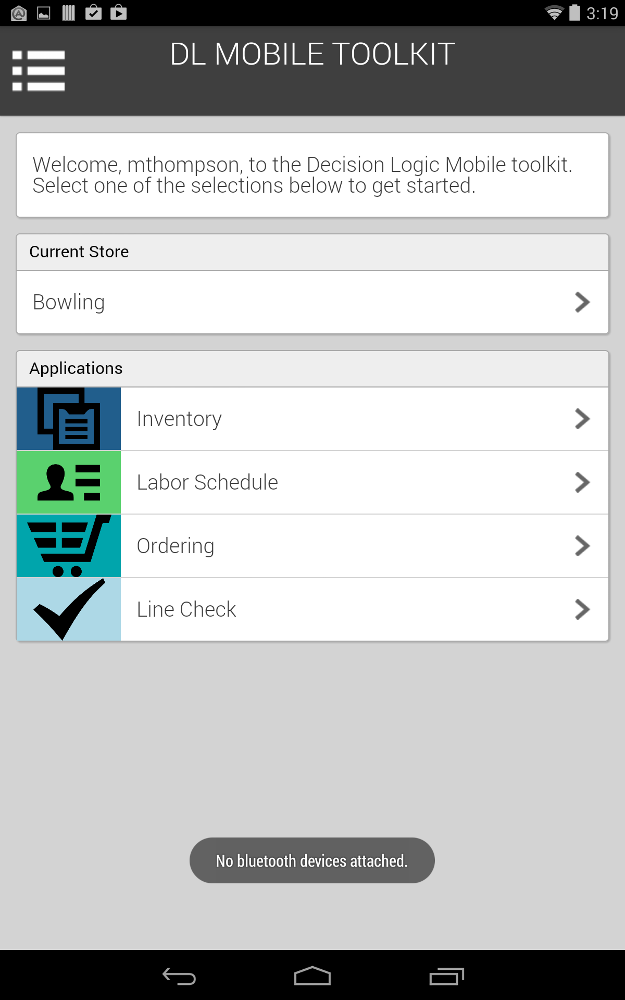 3:19
DL MOBILE TOOLKIT
Welcome, mthompson, to the Decision Logic Mobile toolkit.
Select one of the selections below to get started.
Current Store
Bowling
Applications
Inventory
Labor Schedule
Ordering
Line Check
No bluetooth devices attached.